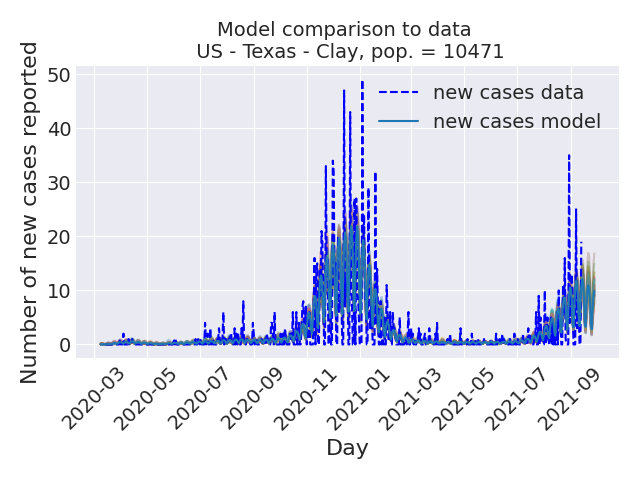 Model comparison to data
US - Texas - Clay, pop. = 10471
Number of new cases reported
50
40
30
20
10
0
new cases data
new cases model
2020-03
2020-05
2020-07
2020-09
2020-11
2021-01
2021-03
2021-05
2021-07
2021-09
Day